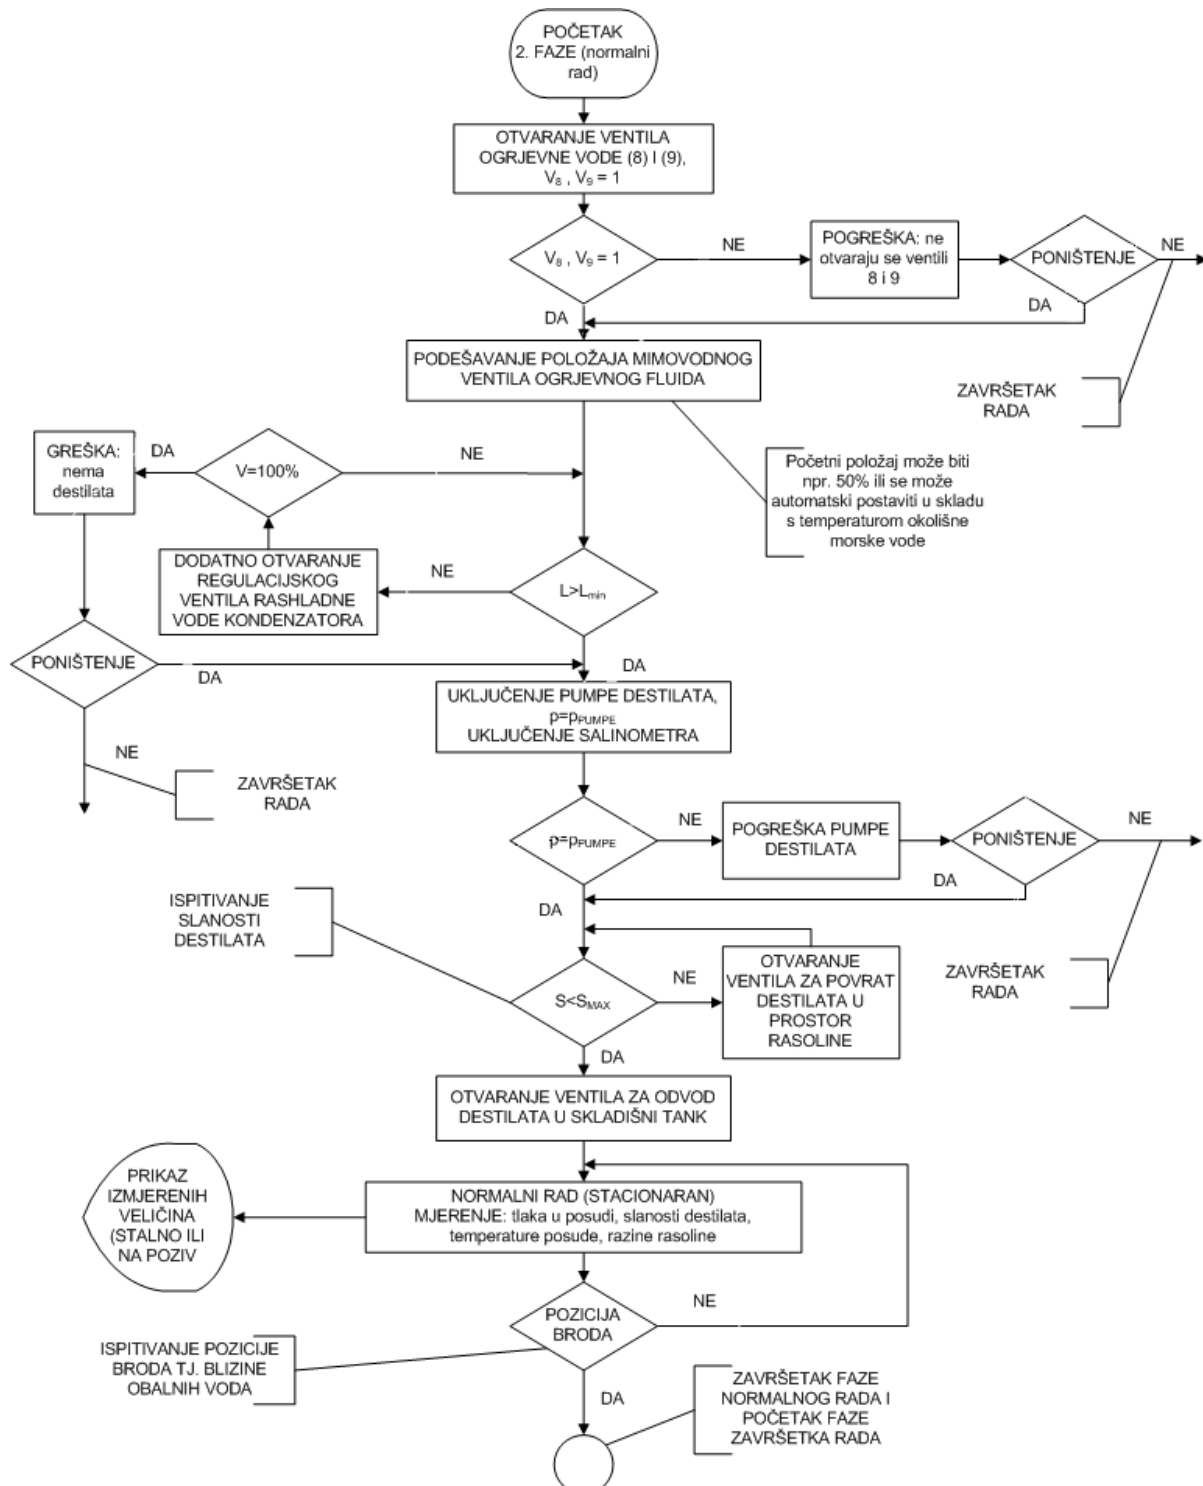 POČETAK
2. FAZE (normalni
rad)
OTVARANJE VENTILA
OGRJEVNE VODE (8) I (9),
V₈ , V₉ = 1
V₈ , V₉ = 1
NE
POGREŠKA: ne
otvaraju se ventili
8 i 9
PONIŠTENJE
NE
DA
DA
PODEŠAVANJE POLOŽAJA MIMOVODNOG
VENTILA OGRJEVNOG FLUIDA
ZAVRŠETAK
RADA
GREŠKA:
nema
destilata
DA
V=100%
NE
Početni položaj može biti
npr. 50% ili se može
automatski postaviti u skladu
s temperaturom okolišne
morske vode
DODATNO OTVARANJE
REGULACIJSKOG
VENTILA RASHLADNE
VODE KONDENZATORA
NE
L>Lmin
PONIŠTENJE
DA
DA
UKLJUČENJE PUMPE DESTILATA,
p=pPUMPE
UKLJUČENJE SALINOMETRA
NE
ZAVRŠETAK
RADA
p=pPUMPE
NE
POGREŠKA PUMPE
DESTILATA
PONIŠTENJE
NE
DA
DA
ISPITIVANJE
SLANOSTI
DESTILATA
S<SMAX
NE
OTVARANJE
VENTILA ZA POVRAT
DESTILATA U
PROSTOR
RASOLINE
ZAVRŠETAK
RADA
DA
OTVARANJE VENTILA ZA ODVOD
DESTILATA U SKLADIŠNI TANK
PRIKAZ
IZMJERENIH
VELIČINA
(STALNO ILI
NA POZIV
NORMALNI RAD (STACIONARAN)
MJERENJE: tlaka u posudi, slanosti destilata,
temperature posude, razine rasoline
POZICIJA
BRODA
NE
ISPITIVANJE POZICIJE
BRODA TJ. BLIZINE
OBALNIH VODA
DA
ZAVRŠETAK FAZE
NORMALNOG RADA I
POČETAK FAZE
ZAVRŠETKA RADA